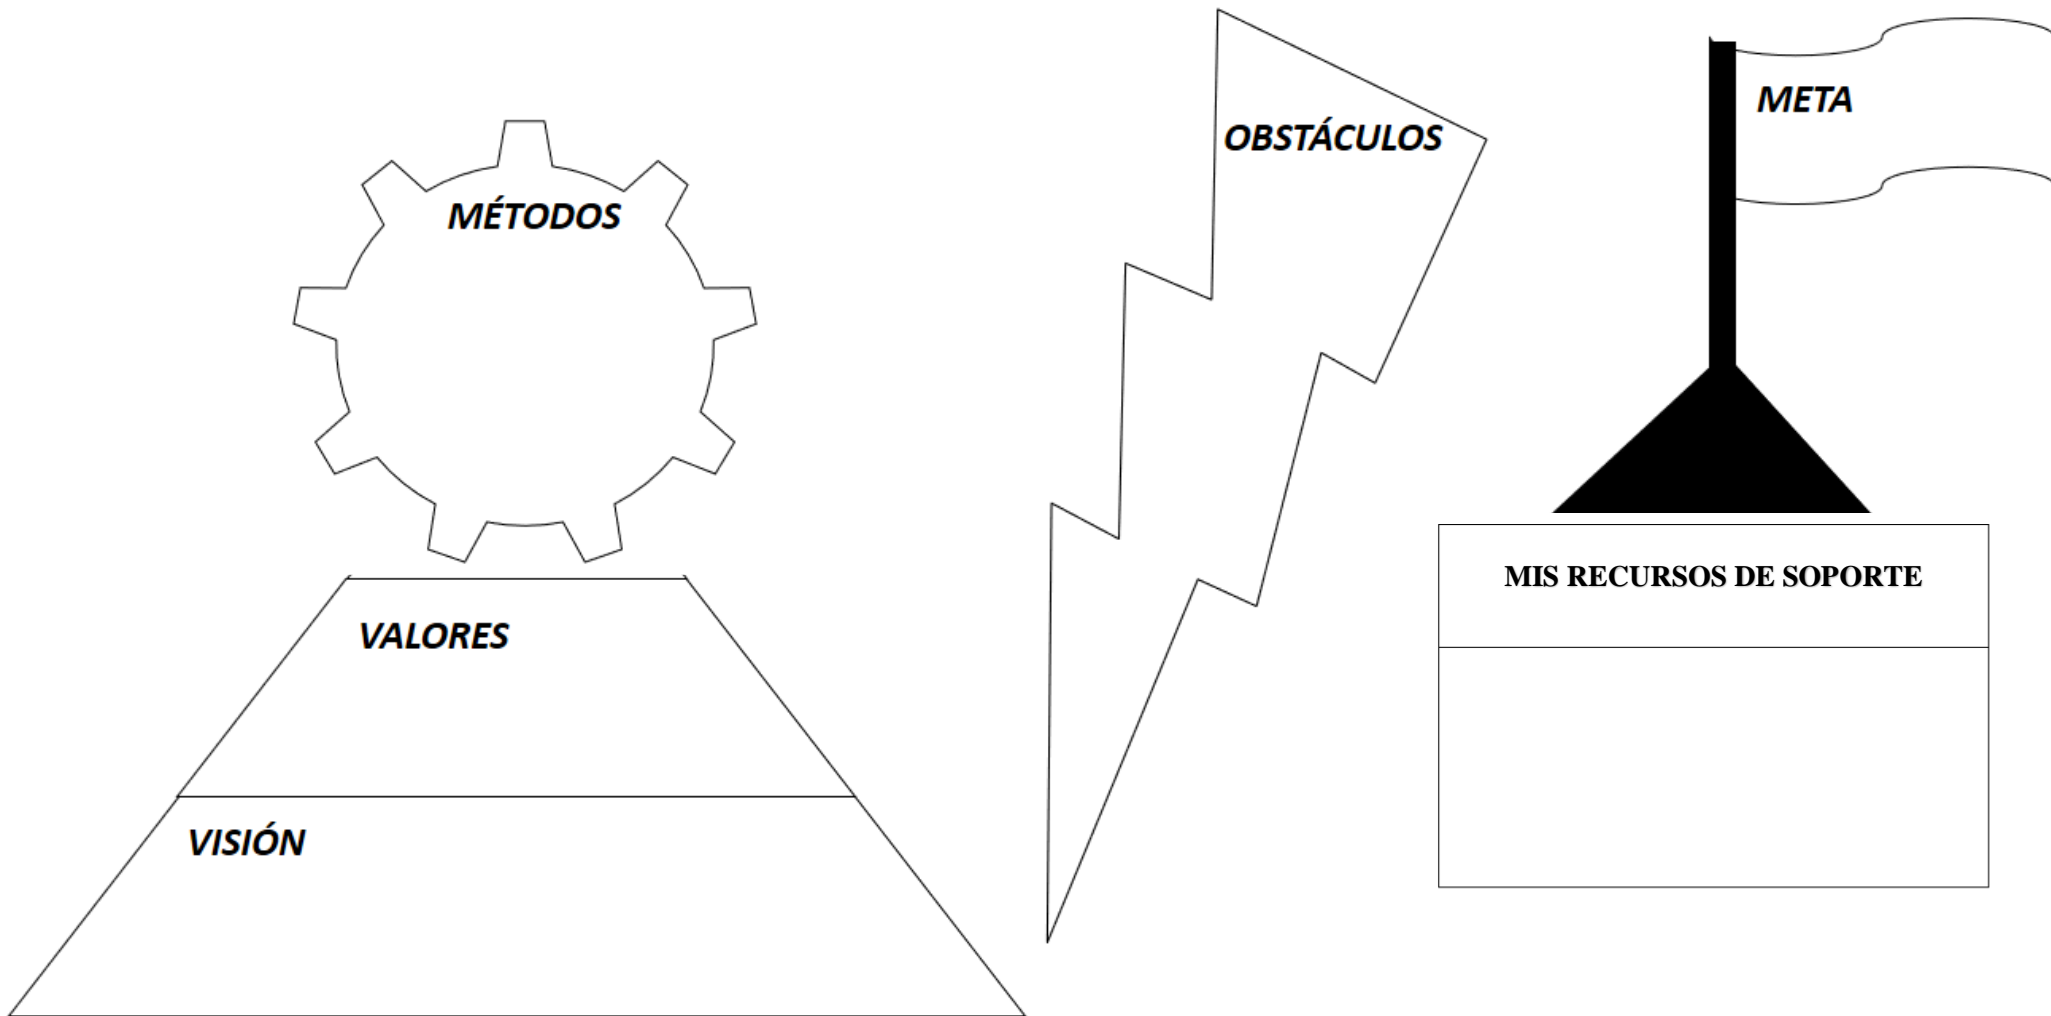 MÉTODOS
VALORES
VISIÓN
OBSTÁCULOS
META
MIS RECURSOS DE SOPORTE